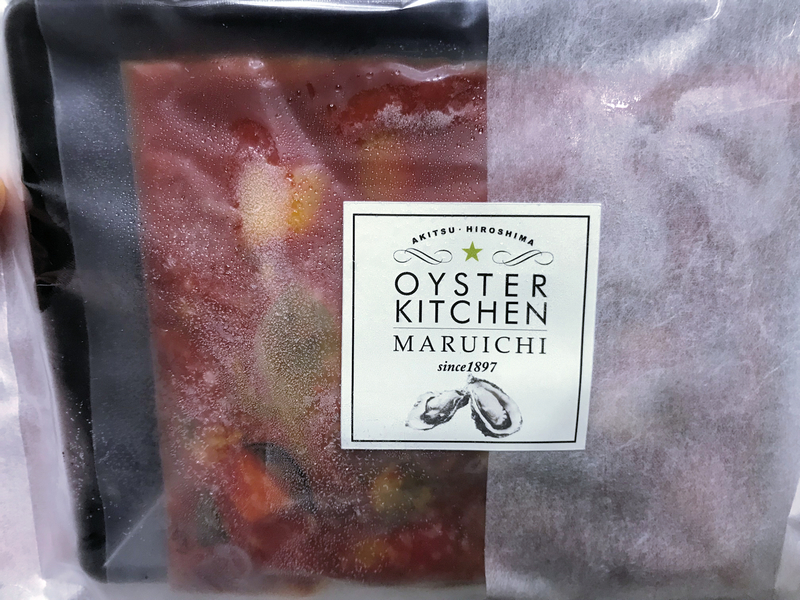 AKITSU · HIROSHIMA
OYSTER
KITCHEN
MARUICHI
since1897